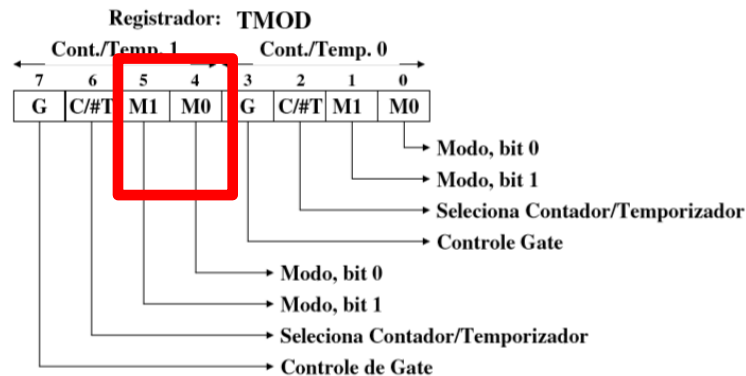 Registrador: TMOD
Cont./Temp. 1 Cont./Temp. 0
7 6 5 4 3 2 1 0
G C/#T M1 M0 G C/#T M1 M0
Modo, bit 0
Modo, bit 1
Seleciona Contador/Temporizador
Controle Gate
Modo, bit 0
Modo, bit 1
Seleciona Contador/Temporizador
Controle de Gate